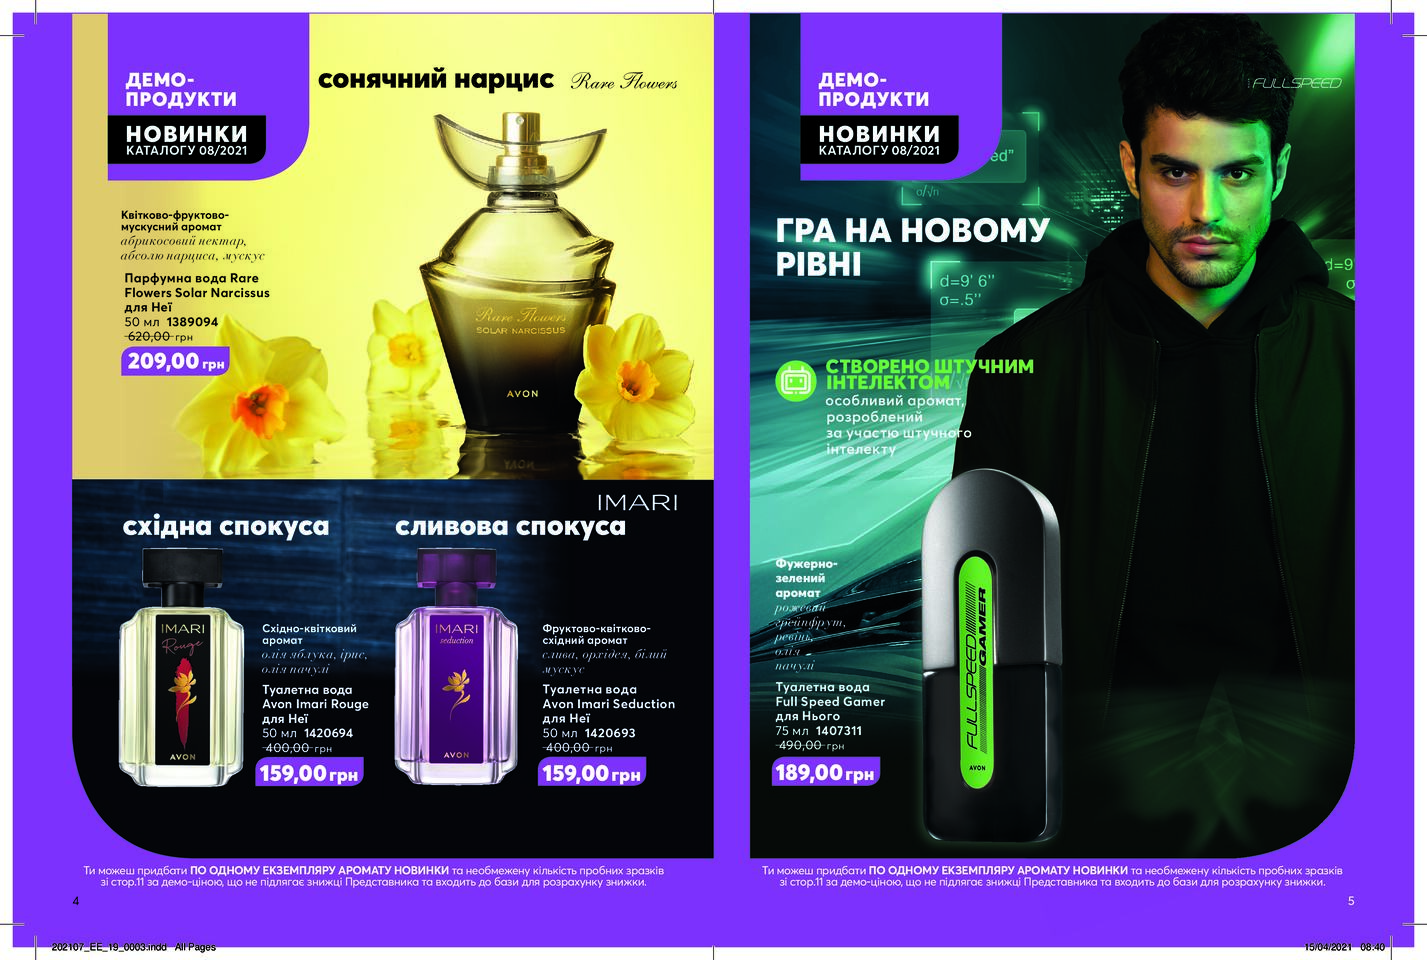 ДЕМО-
ПРОДУКТИ
НОВИНКИ
КАТАЛОГУ 08/2021
сонячний нарцис Rare Flowers
Квітково-фруктово-
мускусний аромат
абрикосовий нектар,
абсолю нарциса, мускус
Парфумна вода Rare
Flowers Solar Narcissus
для Неї
50 мл 1389094
620,00 грн
209,00 грн
Rare Flowers
SOLAR NARCISSUS
AVON
IMARI
східна спокуса
сливова спокуса
IMARI
Rouge
AVON
Східно-квітковий
аромат
олія яблука, ірис,
олія пачулі
Туалетна вода
Avon Imari Rouge
для Неї
50 мл 1420694
400,00 грн
159,00 грн
IMARI
seduction
AVON
Фруктово-квітково-
східний аромат
слива, орхідея, білий
мускус
Туалетна вода
Avon Imari Seduction
для Неї
50 мл 1420693
400,00 грн
159,00 грн
Ти можеш придбати ПО ОДНОМУ ЕКЗЕМПЛЯРУ АРОМАТУ НОВИНКИ та необмежену кількість пробних зразків
зі стор.11 за демо-ціною, що не підлягає знижці Представника та входить до бази для розрахунку знижки.
4
ДЕМО-
ПРОДУКТИ
НОВИНКИ
КАТАЛОГУ 08/2021
FULLSPEED
ed”
σ/√n
ГРА НА НОВОМУ
РІВНІ
d=9' 6''
σ=.5''
d=9
σ
СТВОРЕНО ШТУЧНИМ
ІНТЕЛЕКТОМ
особливий аромат,
розроблений
за участю штучного
інтелекту
Фужерно-
зелений
аромат
рожевий
грейпфрут,
ревінь,
олія
пачулі
Туалетна вода
Full Speed Gamer
для Нього
75 мл 1407311
490,00 грн
189,00 грн
FULLSPEED
GAMER
AVON
Ти можеш придбати ПО ОДНОМУ ЕКЗЕМПЛЯРУ АРОМАТУ НОВИНКИ та необмежену кількість пробних зразків
зі стор.11 за демо-ціною, що не підлягає знижці Представника та входить до бази для розрахунку знижки.
5
202107_EE_19_0003.indd All Pages
15/04/2021 08:40